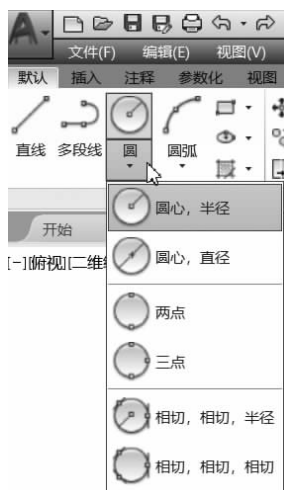 文件(F) 编辑(E) 视图(V)
默认 插入 注释 参数化 视图
直线 多段线 圆 圆弧
开始
[-][俯视][二维
圆心，半径
圆心，直径
两点
三点
相切，相切，半径
相切，相切，相切